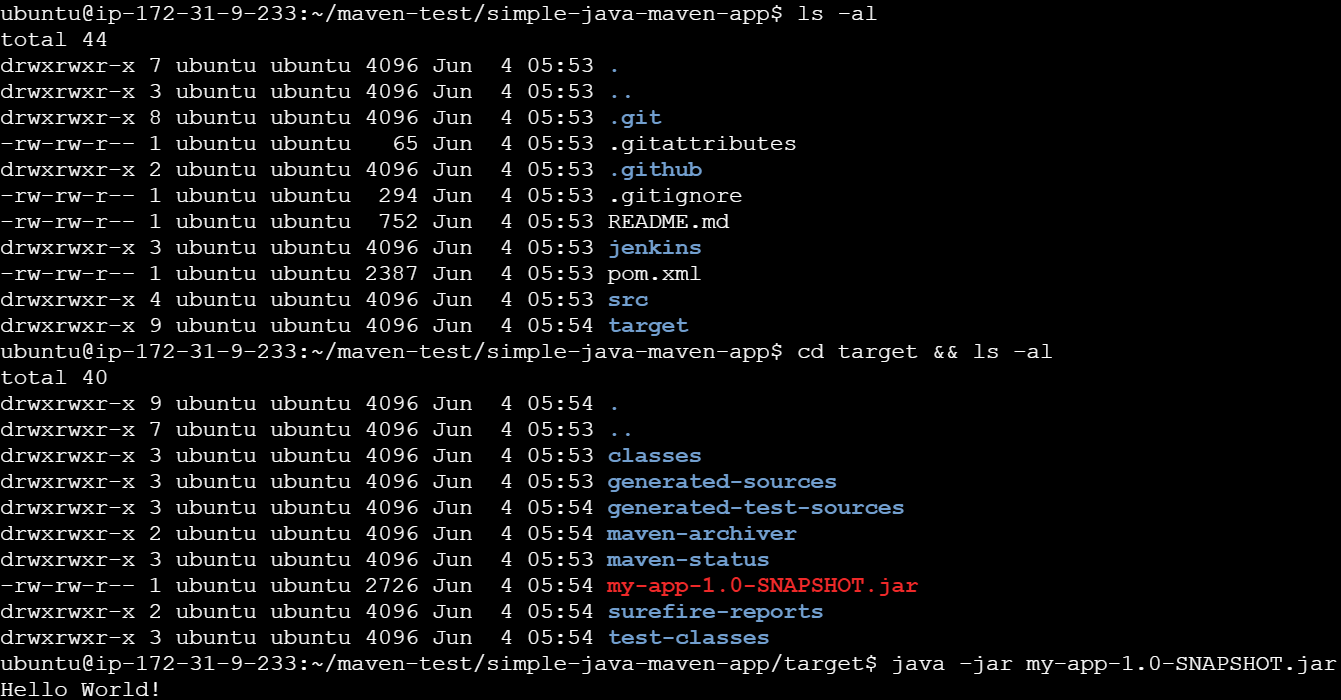 ubuntu@ip-172-31-9-233:~/maven-test/simple-java-maven-app$ ls -al
total 44
drwxrwxr-x 7 ubuntu ubuntu 4096 Jun  4 05:53 .
drwxrwxr-x 3 ubuntu ubuntu 4096 Jun  4 05:53 ..
drwxrwxr-x 8 ubuntu ubuntu 4096 Jun  4 05:53 .git
-rw-rw-r-- 1 ubuntu ubuntu   65 Jun  4 05:53 .gitattributes
drwxrwxr-x 2 ubuntu ubuntu 4096 Jun  4 05:53 .github
-rw-rw-r-- 1 ubuntu ubuntu  294 Jun  4 05:53 .gitignore
-rw-rw-r-- 1 ubuntu ubuntu  752 Jun  4 05:53 README.md
drwxrwxr-x 3 ubuntu ubuntu 4096 Jun  4 05:53 jenkins
-rw-rw-r-- 1 ubuntu ubuntu 2387 Jun  4 05:53 pom.xml
drwxrwxr-x 4 ubuntu ubuntu 4096 Jun  4 05:53 src
drwxrwxr-x 9 ubuntu ubuntu 4096 Jun  4 05:54 target
ubuntu@ip-172-31-9-233:~/maven-test/simple-java-maven-app$ cd target && ls -al
total 40
drwxrwxr-x 9 ubuntu ubuntu 4096 Jun  4 05:54 .
drwxrwxr-x 7 ubuntu ubuntu 4096 Jun  4 05:53 ..
drwxrwxr-x 3 ubuntu ubuntu 4096 Jun  4 05:53 classes
drwxrwxr-x 3 ubuntu ubuntu 4096 Jun  4 05:53 generated-sources
drwxrwxr-x 3 ubuntu ubuntu 4096 Jun  4 05:54 generated-test-sources
drwxrwxr-x 2 ubuntu ubuntu 4096 Jun  4 05:54 maven-archiver
drwxrwxr-x 3 ubuntu ubuntu 4096 Jun  4 05:53 maven-status
-rw-rw-r-- 1 ubuntu ubuntu 2726 Jun  4 05:54 my-app-1.0-SNAPSHOT.jar
drwxrwxr-x 2 ubuntu ubuntu 4096 Jun  4 05:54 surefire-reports
drwxrwxr-x 3 ubuntu ubuntu 4096 Jun  4 05:54 test-classes
ubuntu@ip-172-31-9-233:~/maven-test/simple-java-maven-app/target$ java -jar my-app-1.0-SNAPSHOT.jar
Hello World!